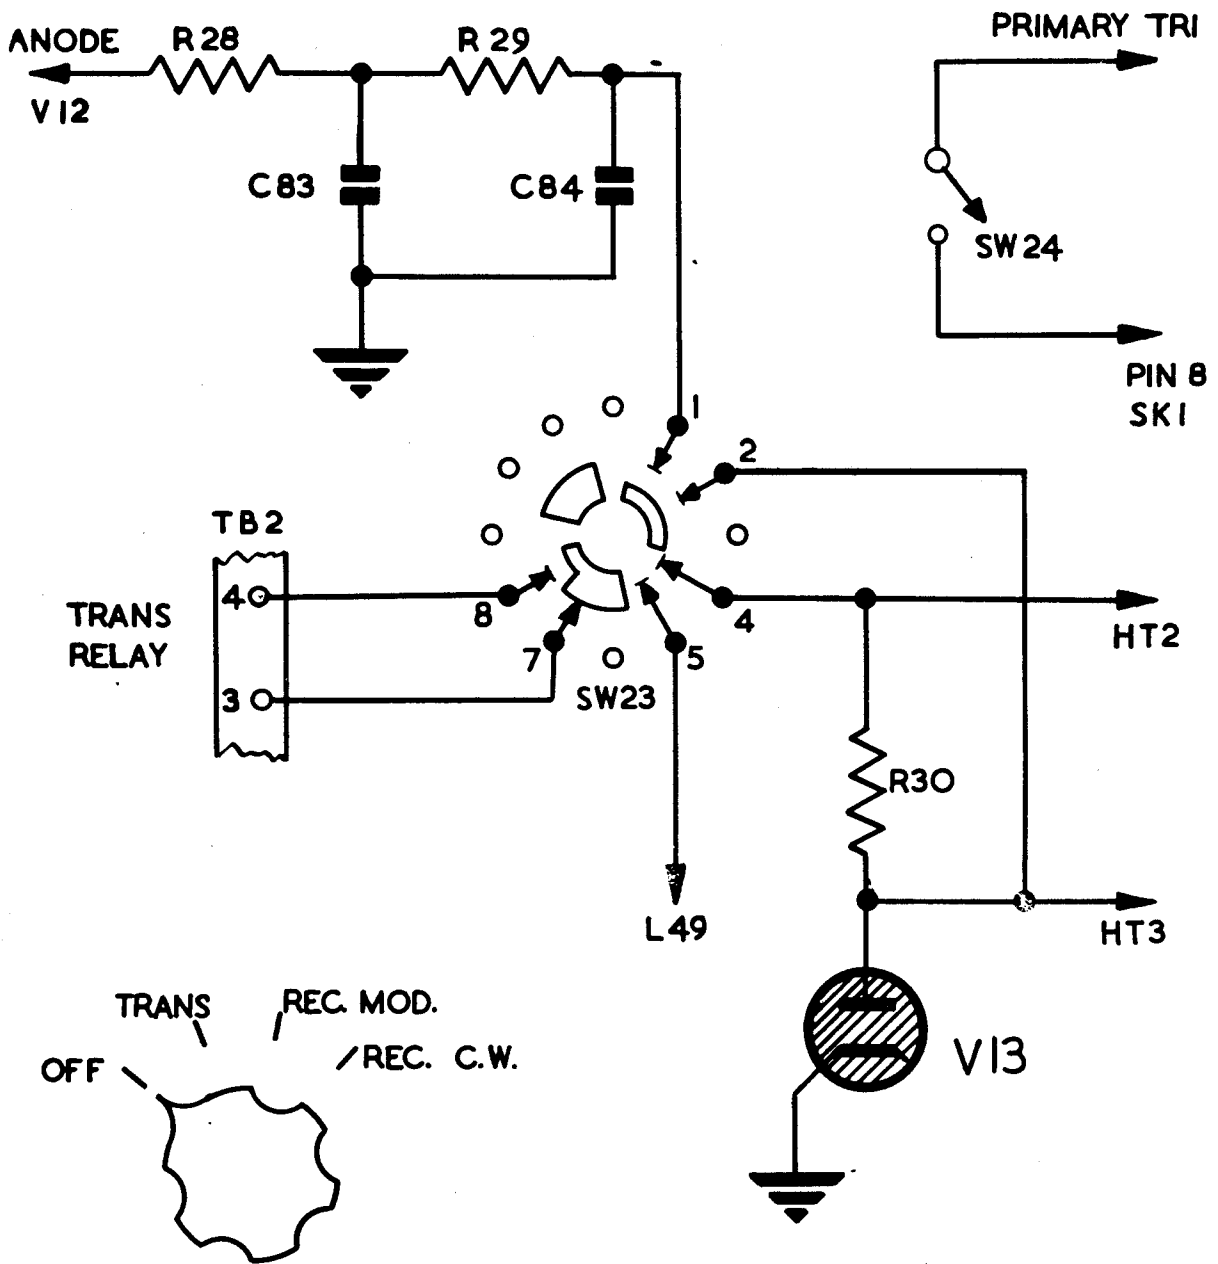 ANODE
V12
R28
R29
C83
C84
PRIMARY TR1
SW24
PIN 8
SK1
1
2
TB2
4
3
TRANS
RELAY
8
7
SW23
5
4
HT2
R30
L49
HT3
V13
OFF
TRANS
REC. MOD.
REC. C.W.